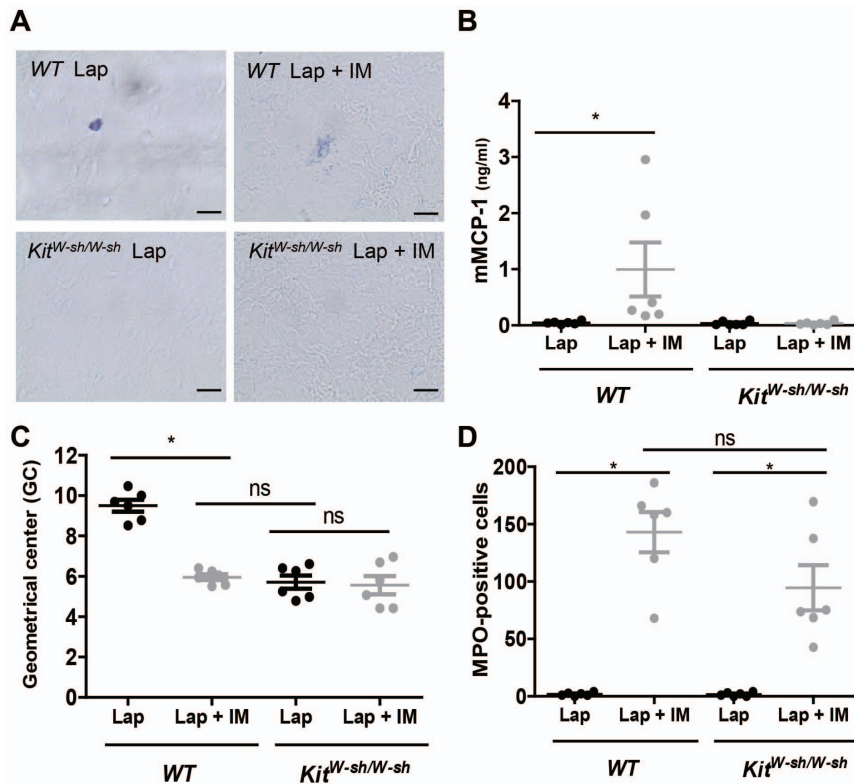 A
WT Lap
WT Lap + IM
Kit^W-sh/W-sh Lap
Kit^W-sh/W-sh Lap + IM
B
mMCP-1 (ng/ml)
4
3
2
1
0
*
Lap
Lap + IM
Lap
Lap + IM
WT
Kit^W-sh/W-sh
C
Geometrical center (GC)
12
10
8
6
4
2
0
*
ns
ns
Lap
Lap + IM
Lap
Lap + IM
WT
Kit^W-sh/W-sh
D
MPO-positive cells
200
150
100
50
0
ns
*
*
Lap
Lap + IM
Lap
Lap + IM
WT
Kit^W-sh/W-sh